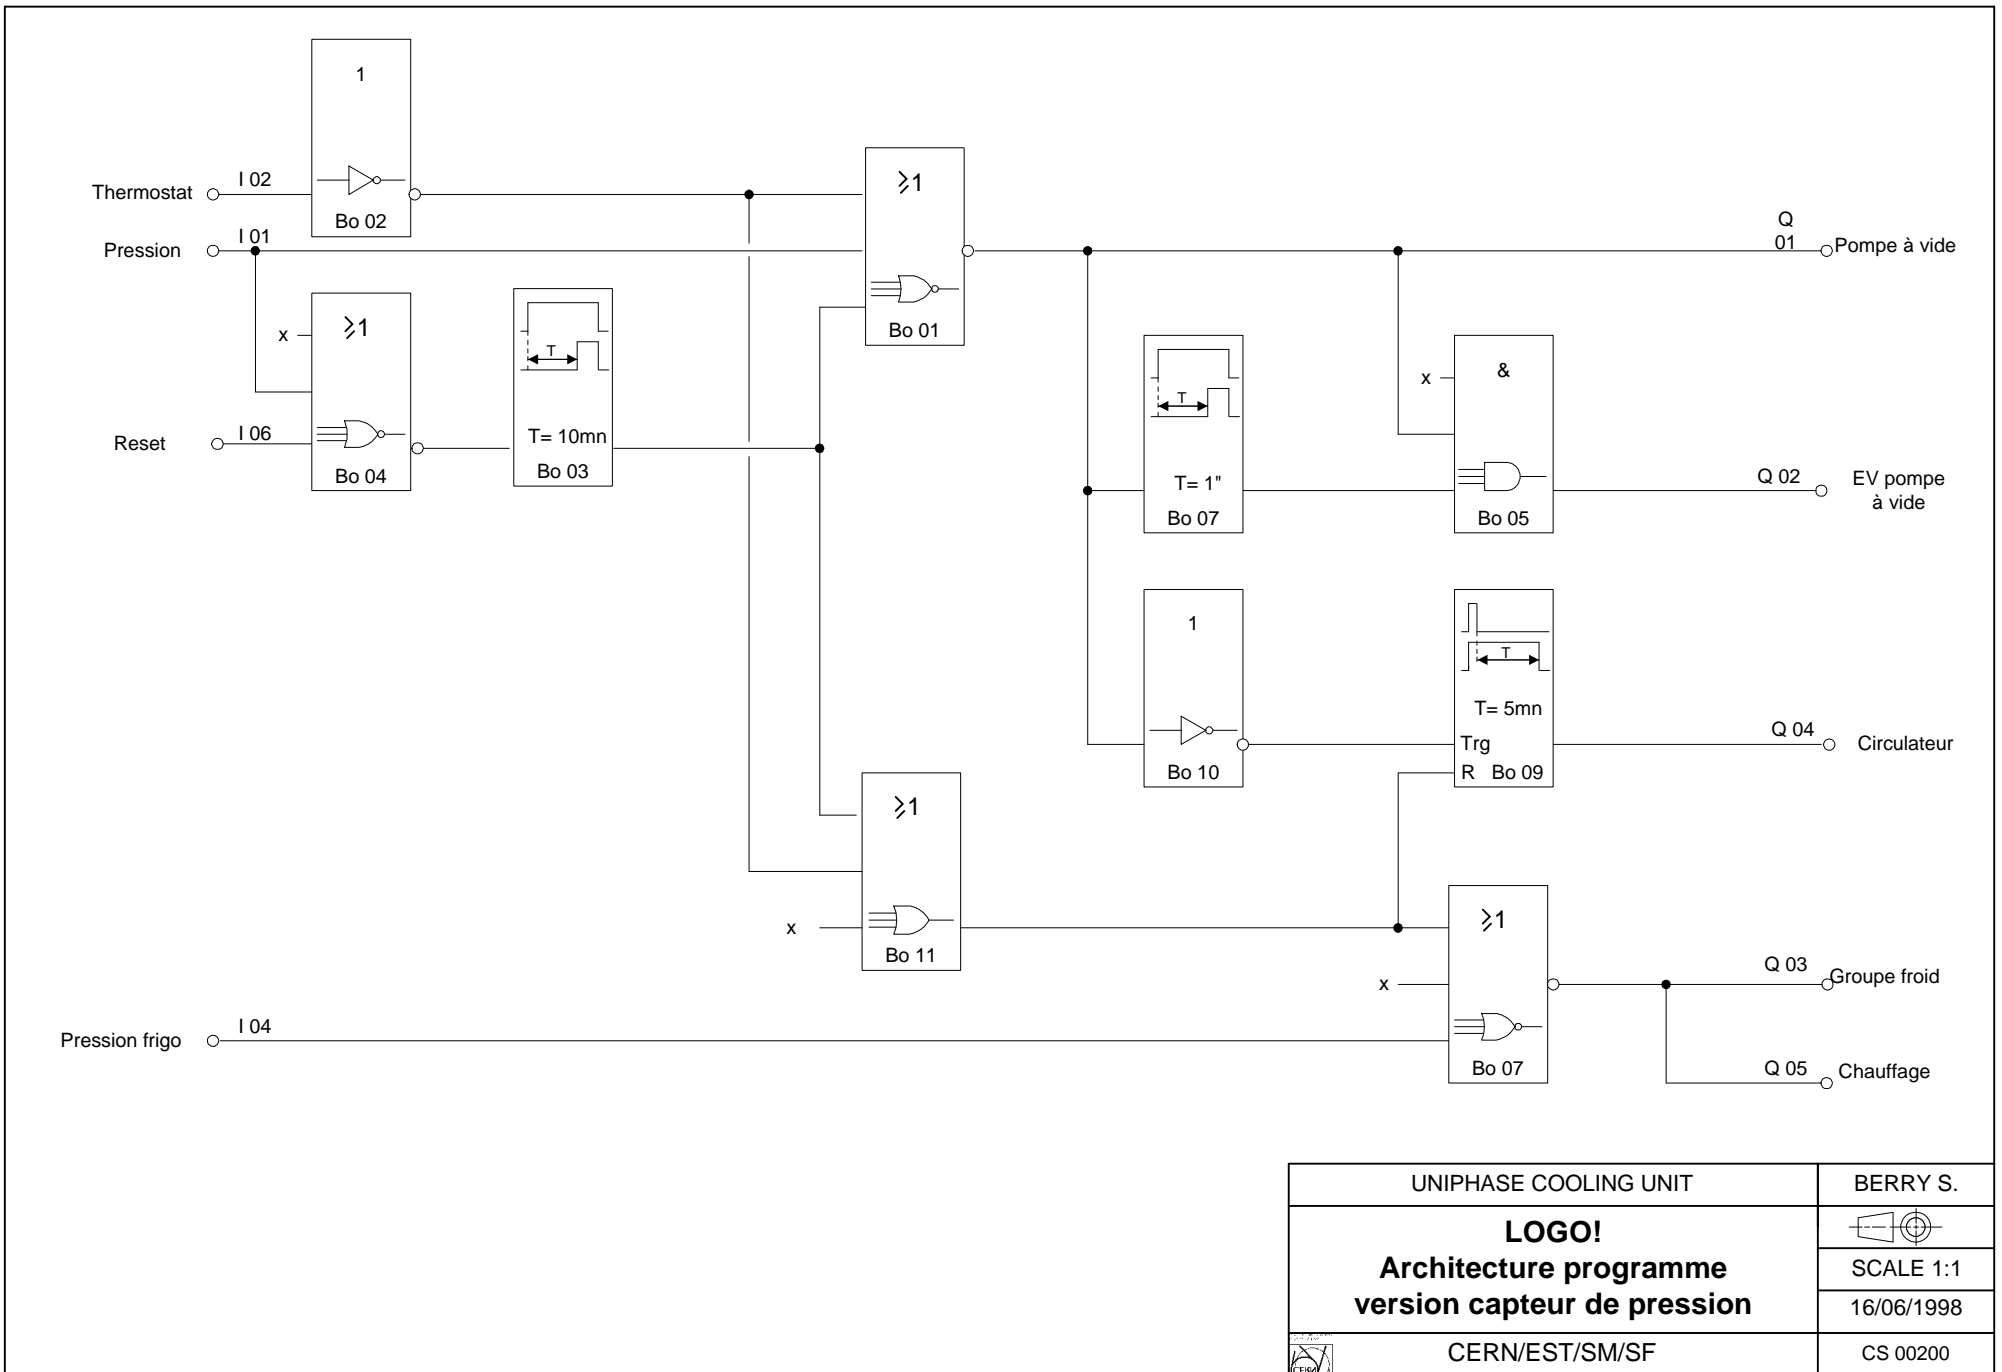 1
Thermostat
I 02
Bo 02
Pression
I 01
x
≥1
Reset
I 06
Bo 04
T
T= 10mn
Bo 03
≥1
Bo 01
Q
01
Pompe à vide
T
T= 1"
Bo 07
x
&
Bo 05
Q 02
EV pompe
à vide
1
Bo 10
T
T= 5mn
Trg
R Bo 09
Q 04
Circulateur
≥1
x
Bo 11
≥1
x
Bo 07
Q 03
Groupe froid
Q 05
Chauffage
Pression frigo
I 04
UNIPHASE COOLING UNIT
BERRY S.
LOGO!
Architecture programme
version capteur de pression
SCALE 1:1
16/06/1998
CERN/EST/SM/SF
CS 00200